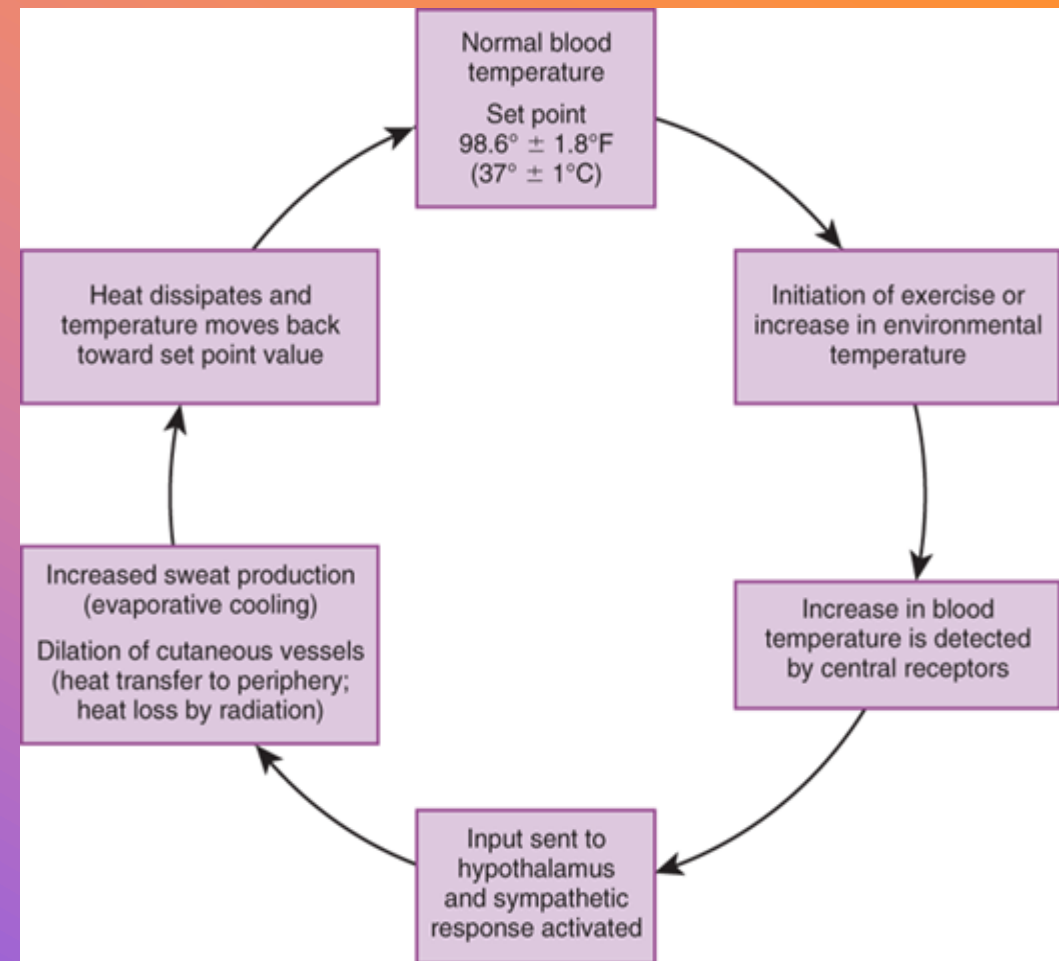 Normal blood
temperature
Set point
98.6° ± 1.8°F
(37° ± 1°C)
Initiation of exercise or
increase in environmental
temperature
Increase in blood
temperature is detected
by central receptors
Input sent to
hypothalamus
and sympathetic
response activated
Increased sweat production
(evaporative cooling)
Dilation of cutaneous vessels
(heat transfer to periphery;
heat loss by radiation)
Heat dissipates and
temperature moves back
toward set point value